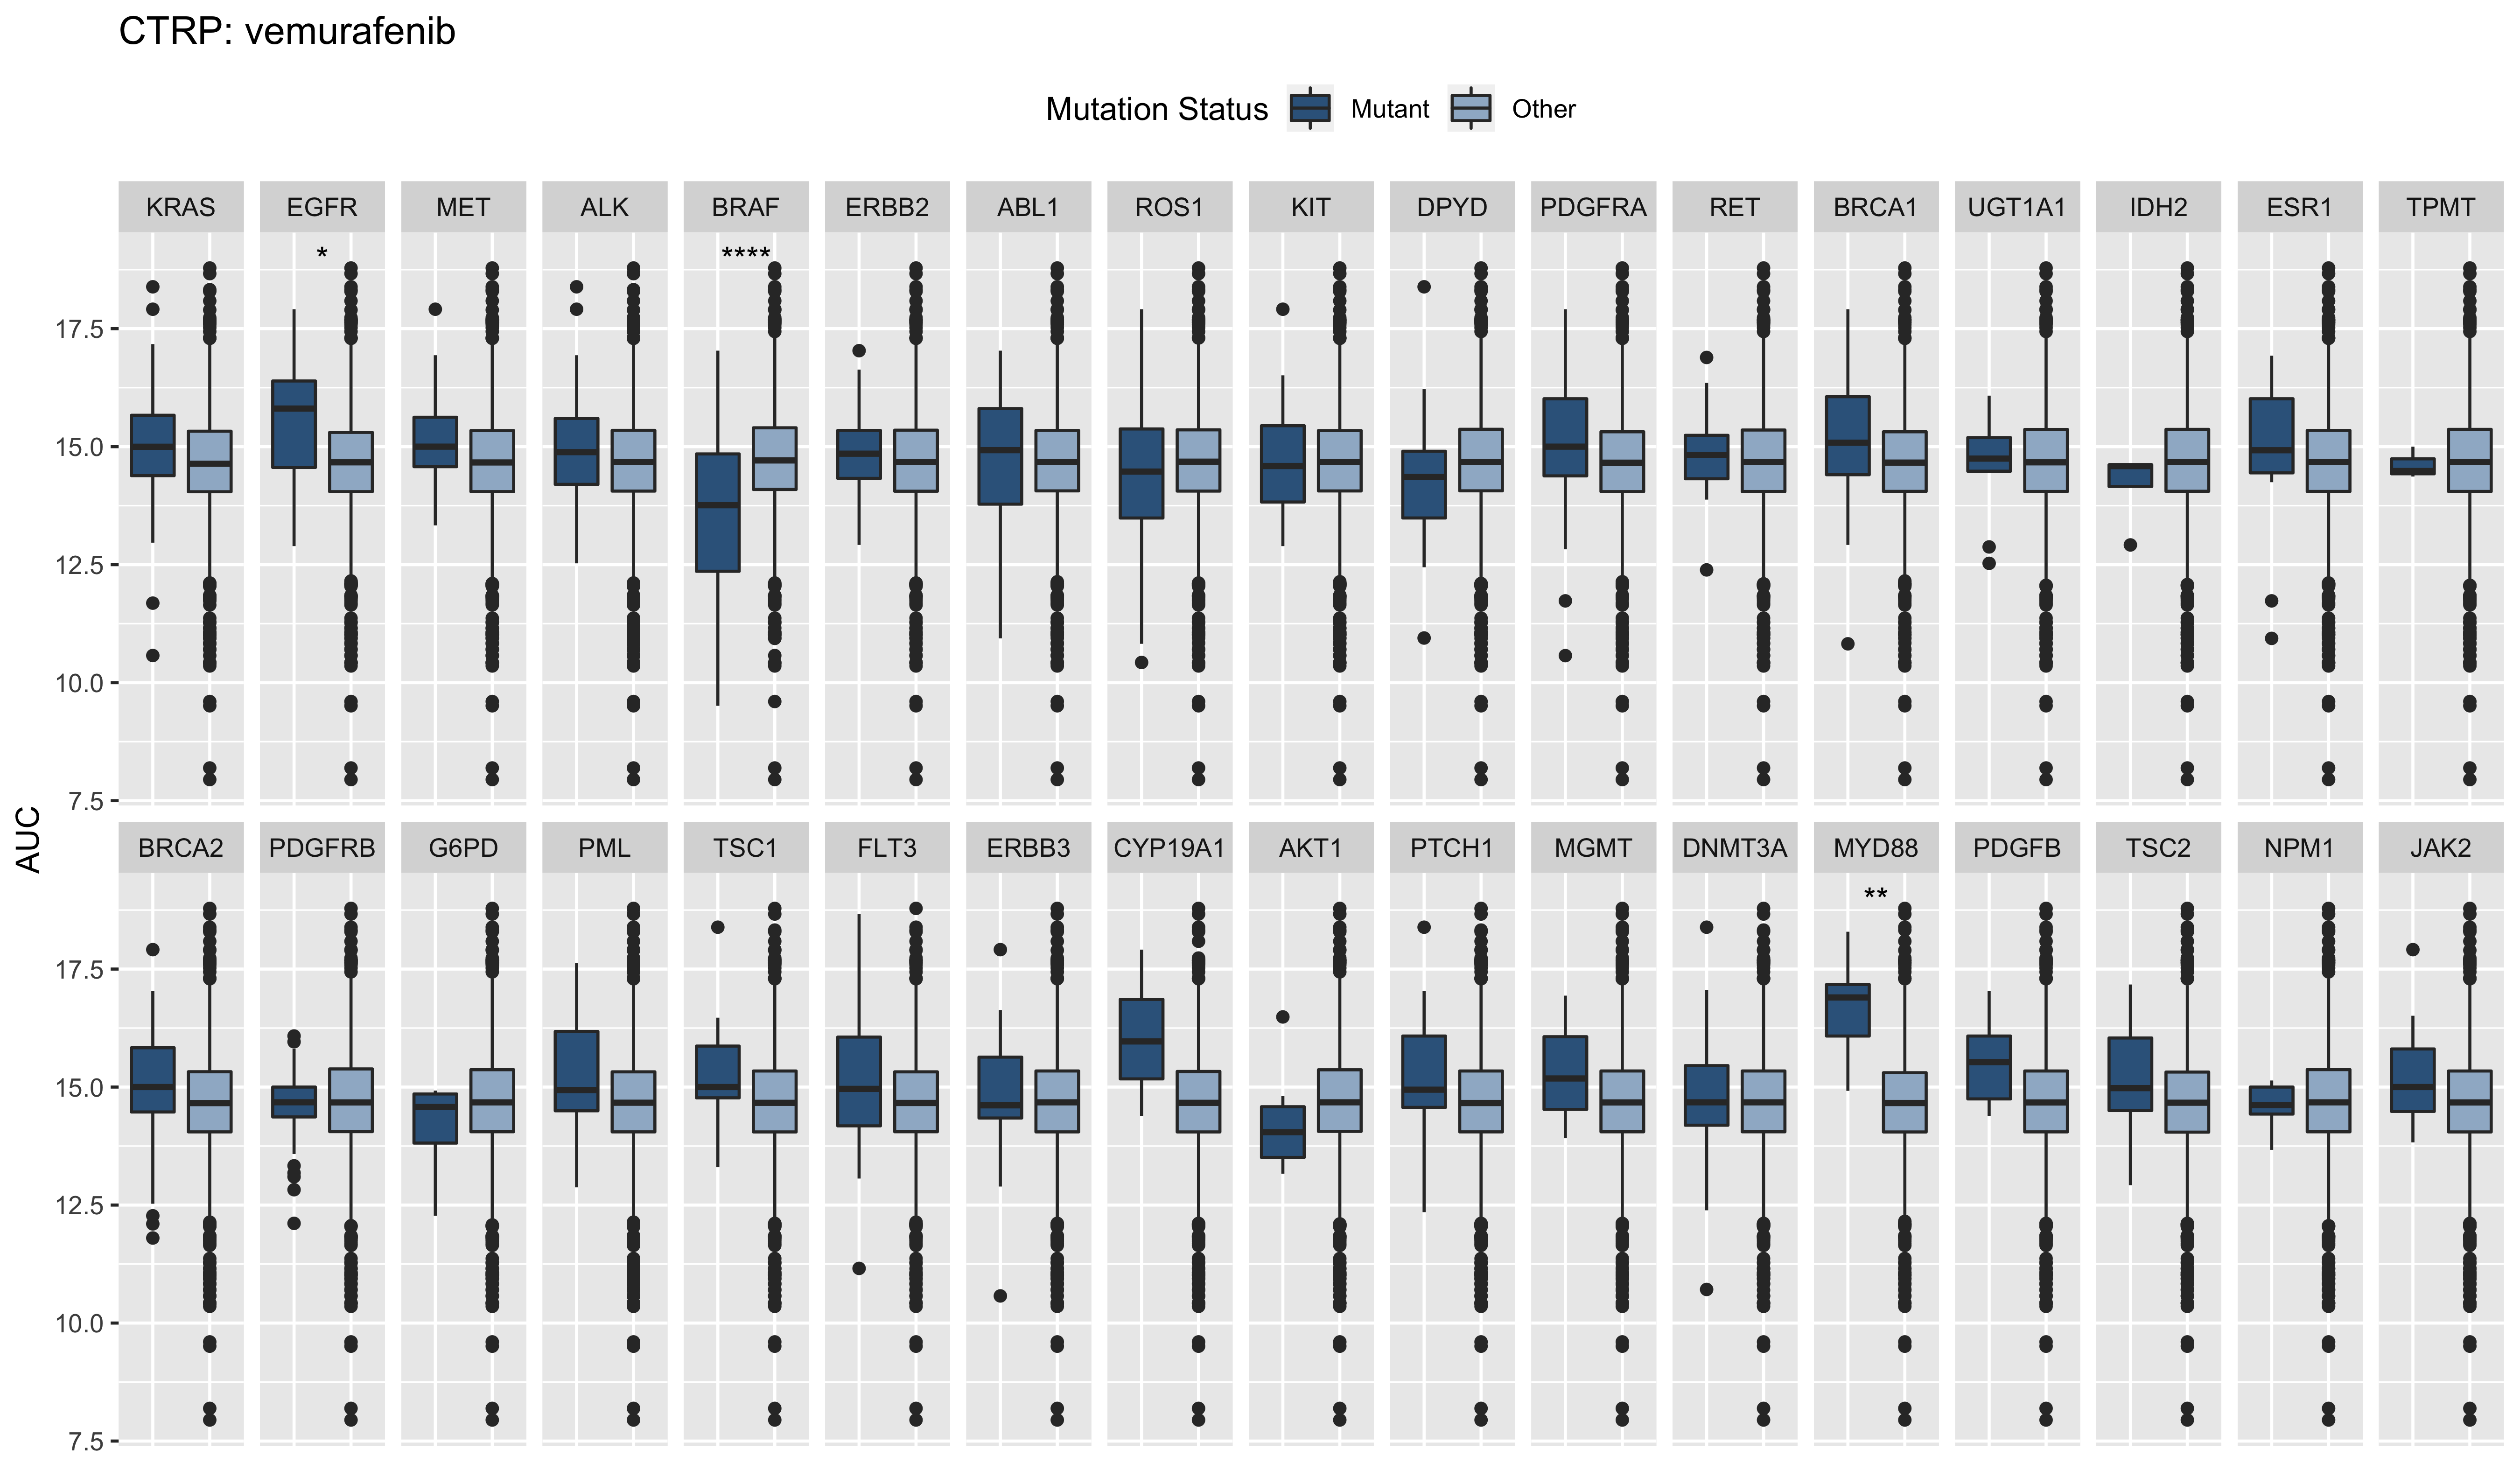 CTRP: vemurafenib
Mutation Status Mutant Other
KRAS EGFR MET ALK BRAF ERBB2 ABL1 ROS1 KIT DPYD PDGFRA RET BRCA1 UGT1A1 IDH2 ESR1 TPMT
* ****
17.5
15.0
12.5
10.0
7.5
AUC
BRCA2 PDGFRB G6PD PML TSC1 FLT3 ERBB3 CYP19A1 AKT1 PTCH1 MGMT DNMT3A MYD88 PDGFB TSC2 NPM1 JAK2
**
17.5
15.0
12.5
10.0
7.5